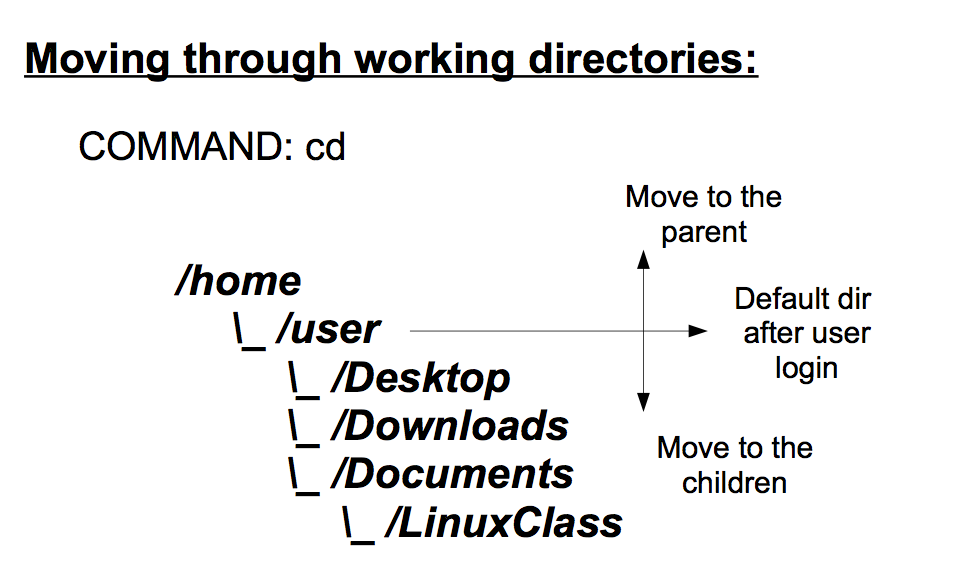 Moving through working directories:
COMMAND: cd
Move to the
parent
/home
\_ /user
Default dir
after user
login
\_ /Desktop
\_ /Downloads
\_ /Documents
\_ /LinuxClass
Move to the
children